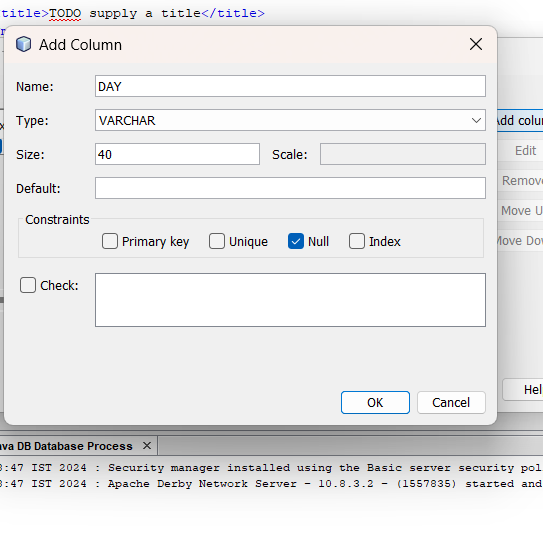 title>TODO supply a title</title>
Add Column
Name: DAY
Type: VARCHAR
Size: 40 Scale:
Default:
Constraints
Primary key Unique Null Index
Check:
OK Cancel
Add colu
Edit
Remove
Move U
Move Do
Hel
ava DB Database Process
:47 IST 2024 : Security manager installed using the Basic server security pol
:47 IST 2024 : Apache Derby Network Server - 10.8.3.2 - (1557835) started and